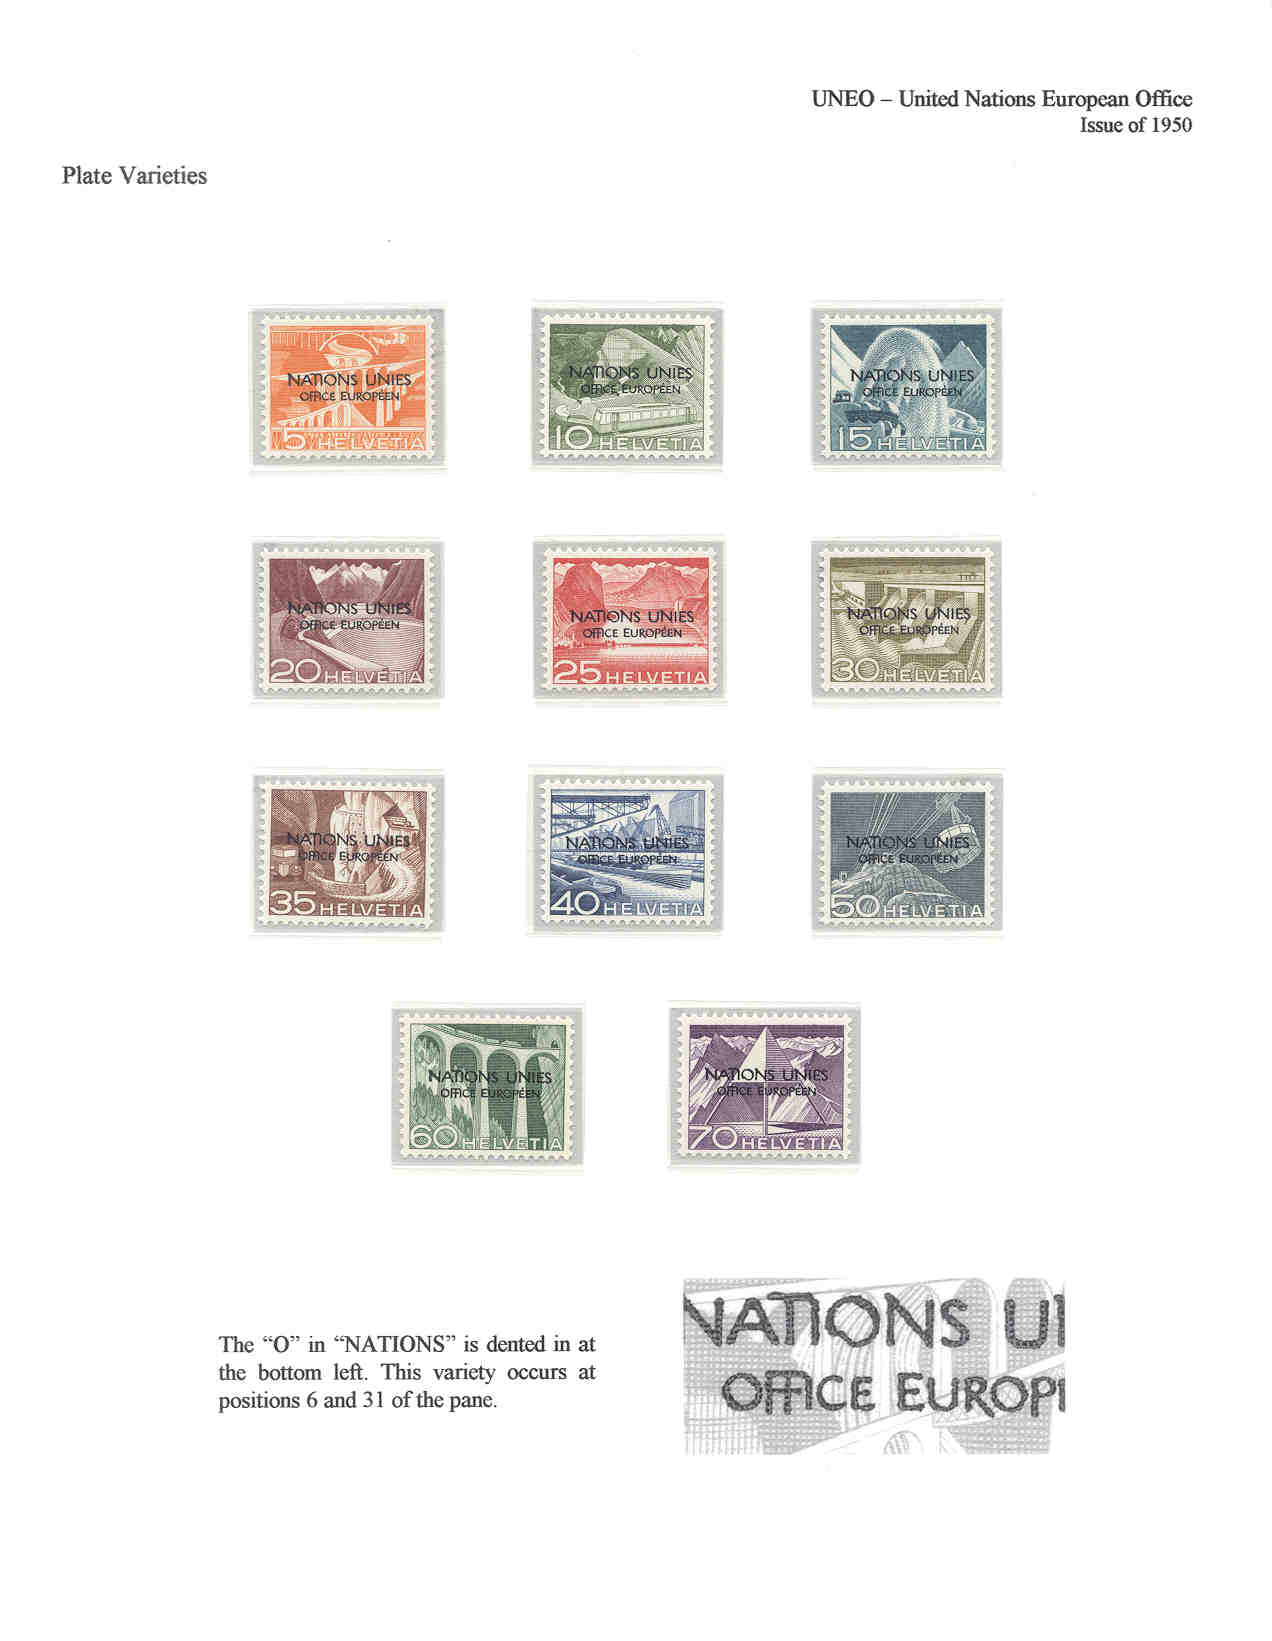 UNEO – United Nations European Office
Issue of 1950
Plate Varieties
NATIONS UNIES
OFFICE EUROPÉEN
5 HELVETIA
NATIONS UNIES
OFFICE EUROPÉEN
10 HELVETIA
NATIONS UNIES
OFFICE EUROPÉEN
15 HELVETIA
NATIONS UNIES
OFFICE EUROPÉEN
20 HELVETIA
NATIONS UNIES
OFFICE EUROPÉEN
25 HELVETIA
NATIONS UNIES
OFFICE EUROPÉEN
30 HELVETIA
NATIONS UNIES
OFFICE EUROPÉEN
35 HELVETIA
NATIONS UNIES
OFFICE EUROPÉEN
40 HELVETIA
NATIONS UNIES
OFFICE EUROPÉEN
50 HELVETIA
NATIONS UNIES
OFFICE EUROPÉEN
60 HELVETIA
NATIONS UNIES
OFFICE EUROPÉEN
70 HELVETIA
The “O” in “NATIONS” is dented in at
the bottom left. This variety occurs at
positions 6 and 31 of the pane.
NATIONS UI
OFFICE EUROPI